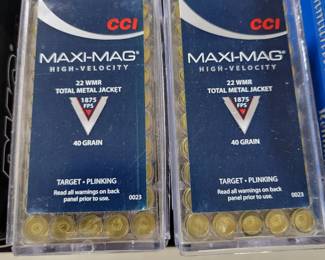 CCI
MAXI-MAG®
HIGH-VELOCITY
22 WMR
TOTAL METAL JACKET
1875
FPS
40 GRAIN
TARGET • PLINKING
Read all warnings on back
panel prior to use.
0023
CCI
MAXI-MAG®
HIGH-VELOCITY
22 WMR
TOTAL METAL JACKET
1875
FPS
40 GRAIN
TARGET • PLINKING
Read all warnings on back
panel prior to use.
0023